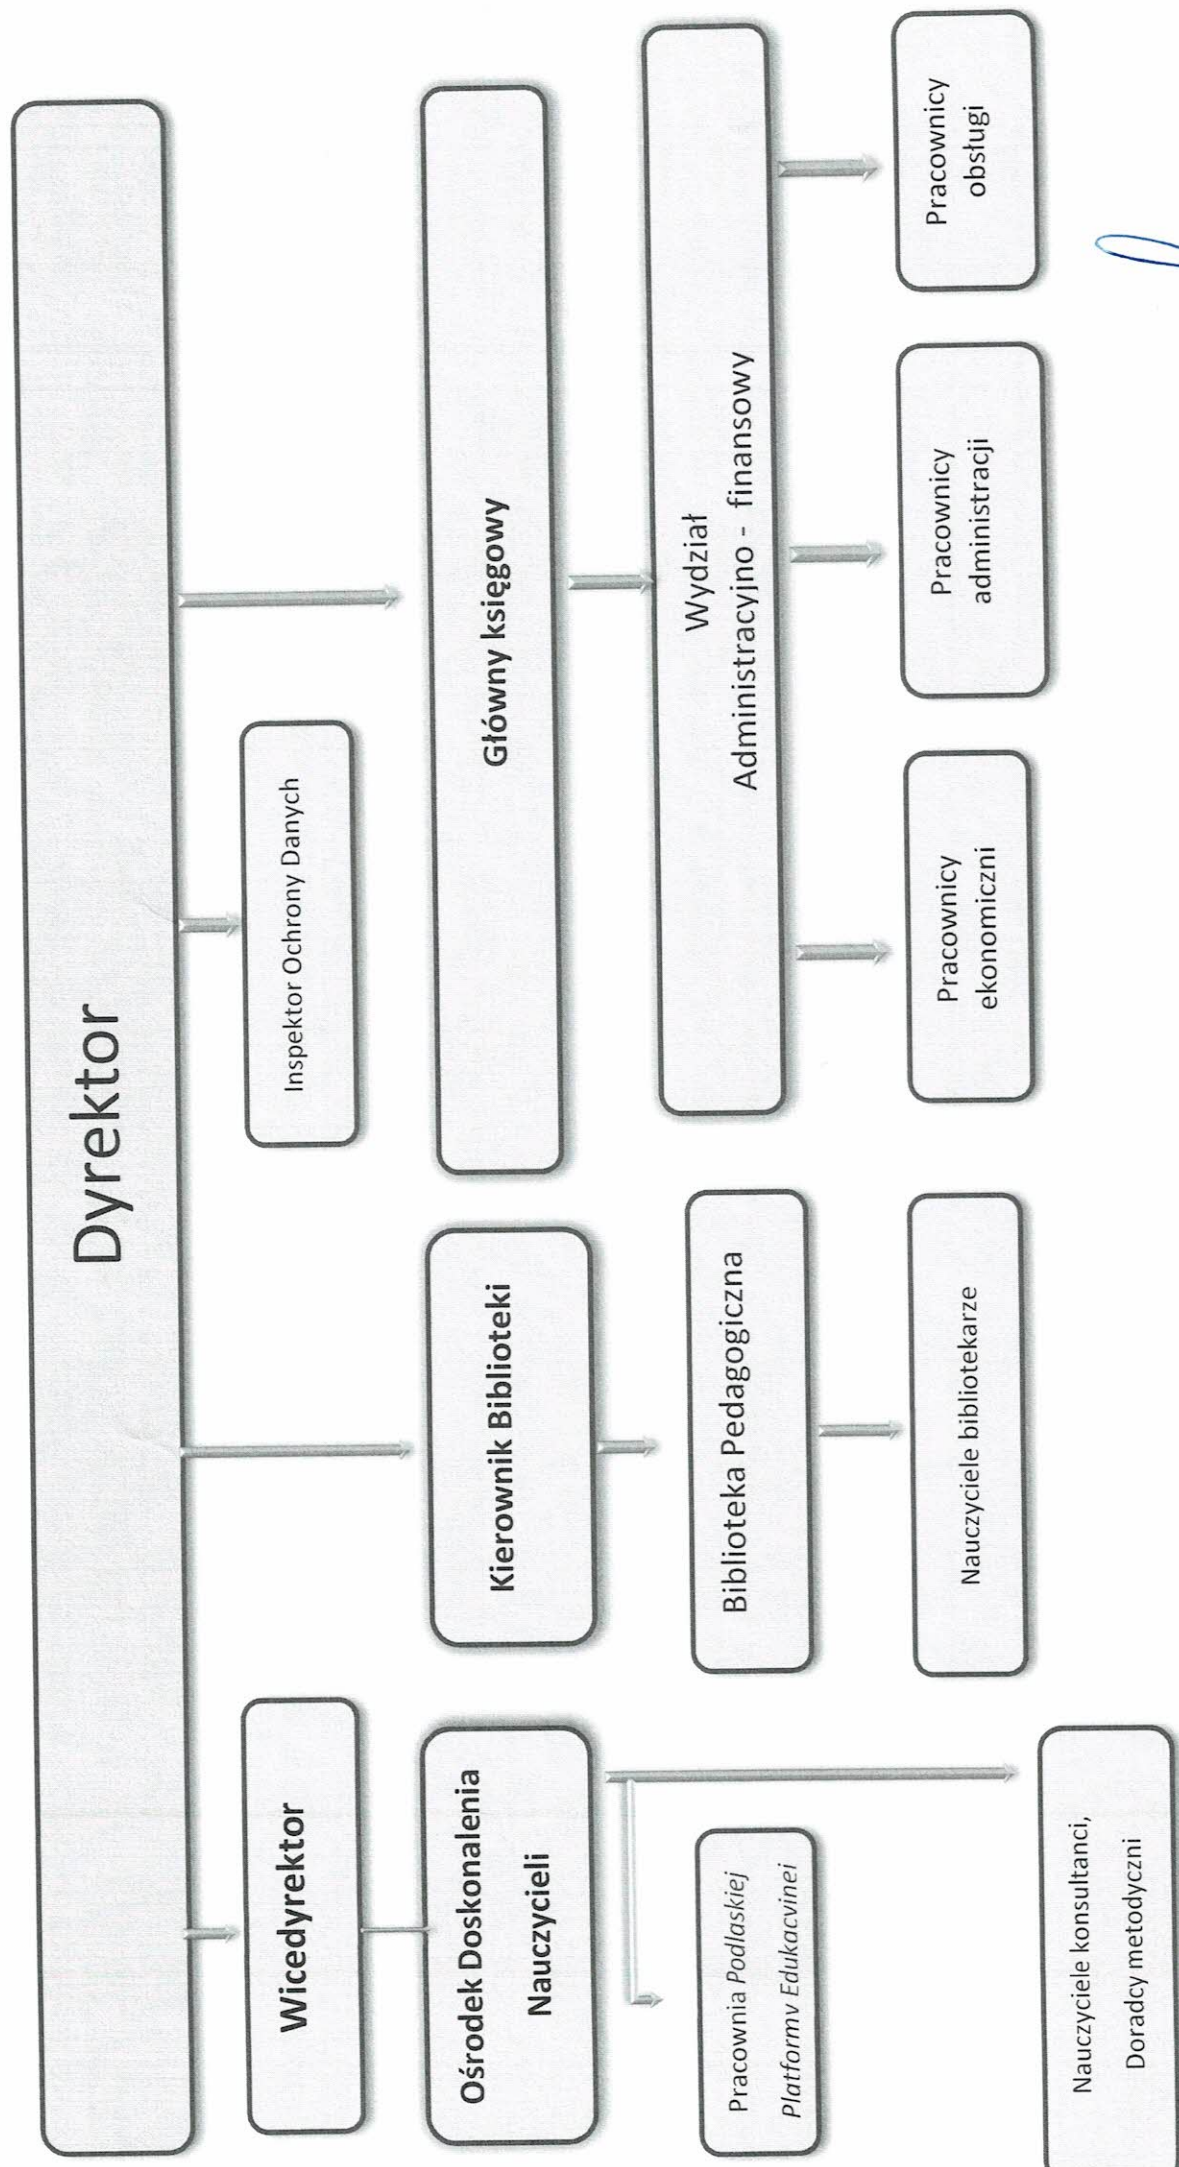 Dyrektor
Wicedyrektor
Inspektor Ochrony Danych
Ośrodek Doskonalenia
Nauczycieli
Kierownik Biblioteki
Główny księgowy
Pracownia Podlaskiej
Platformy Edukacyjnej
Biblioteka Pedagogiczna
Wydział
Administracyjno - finansowy
Nauczyciele konsultanci,
Doradcy metodyczni
Nauczyciele bibliotekarze
Pracownicy
ekonomiczni
Pracownicy
administracji
Pracownicy
obsługi